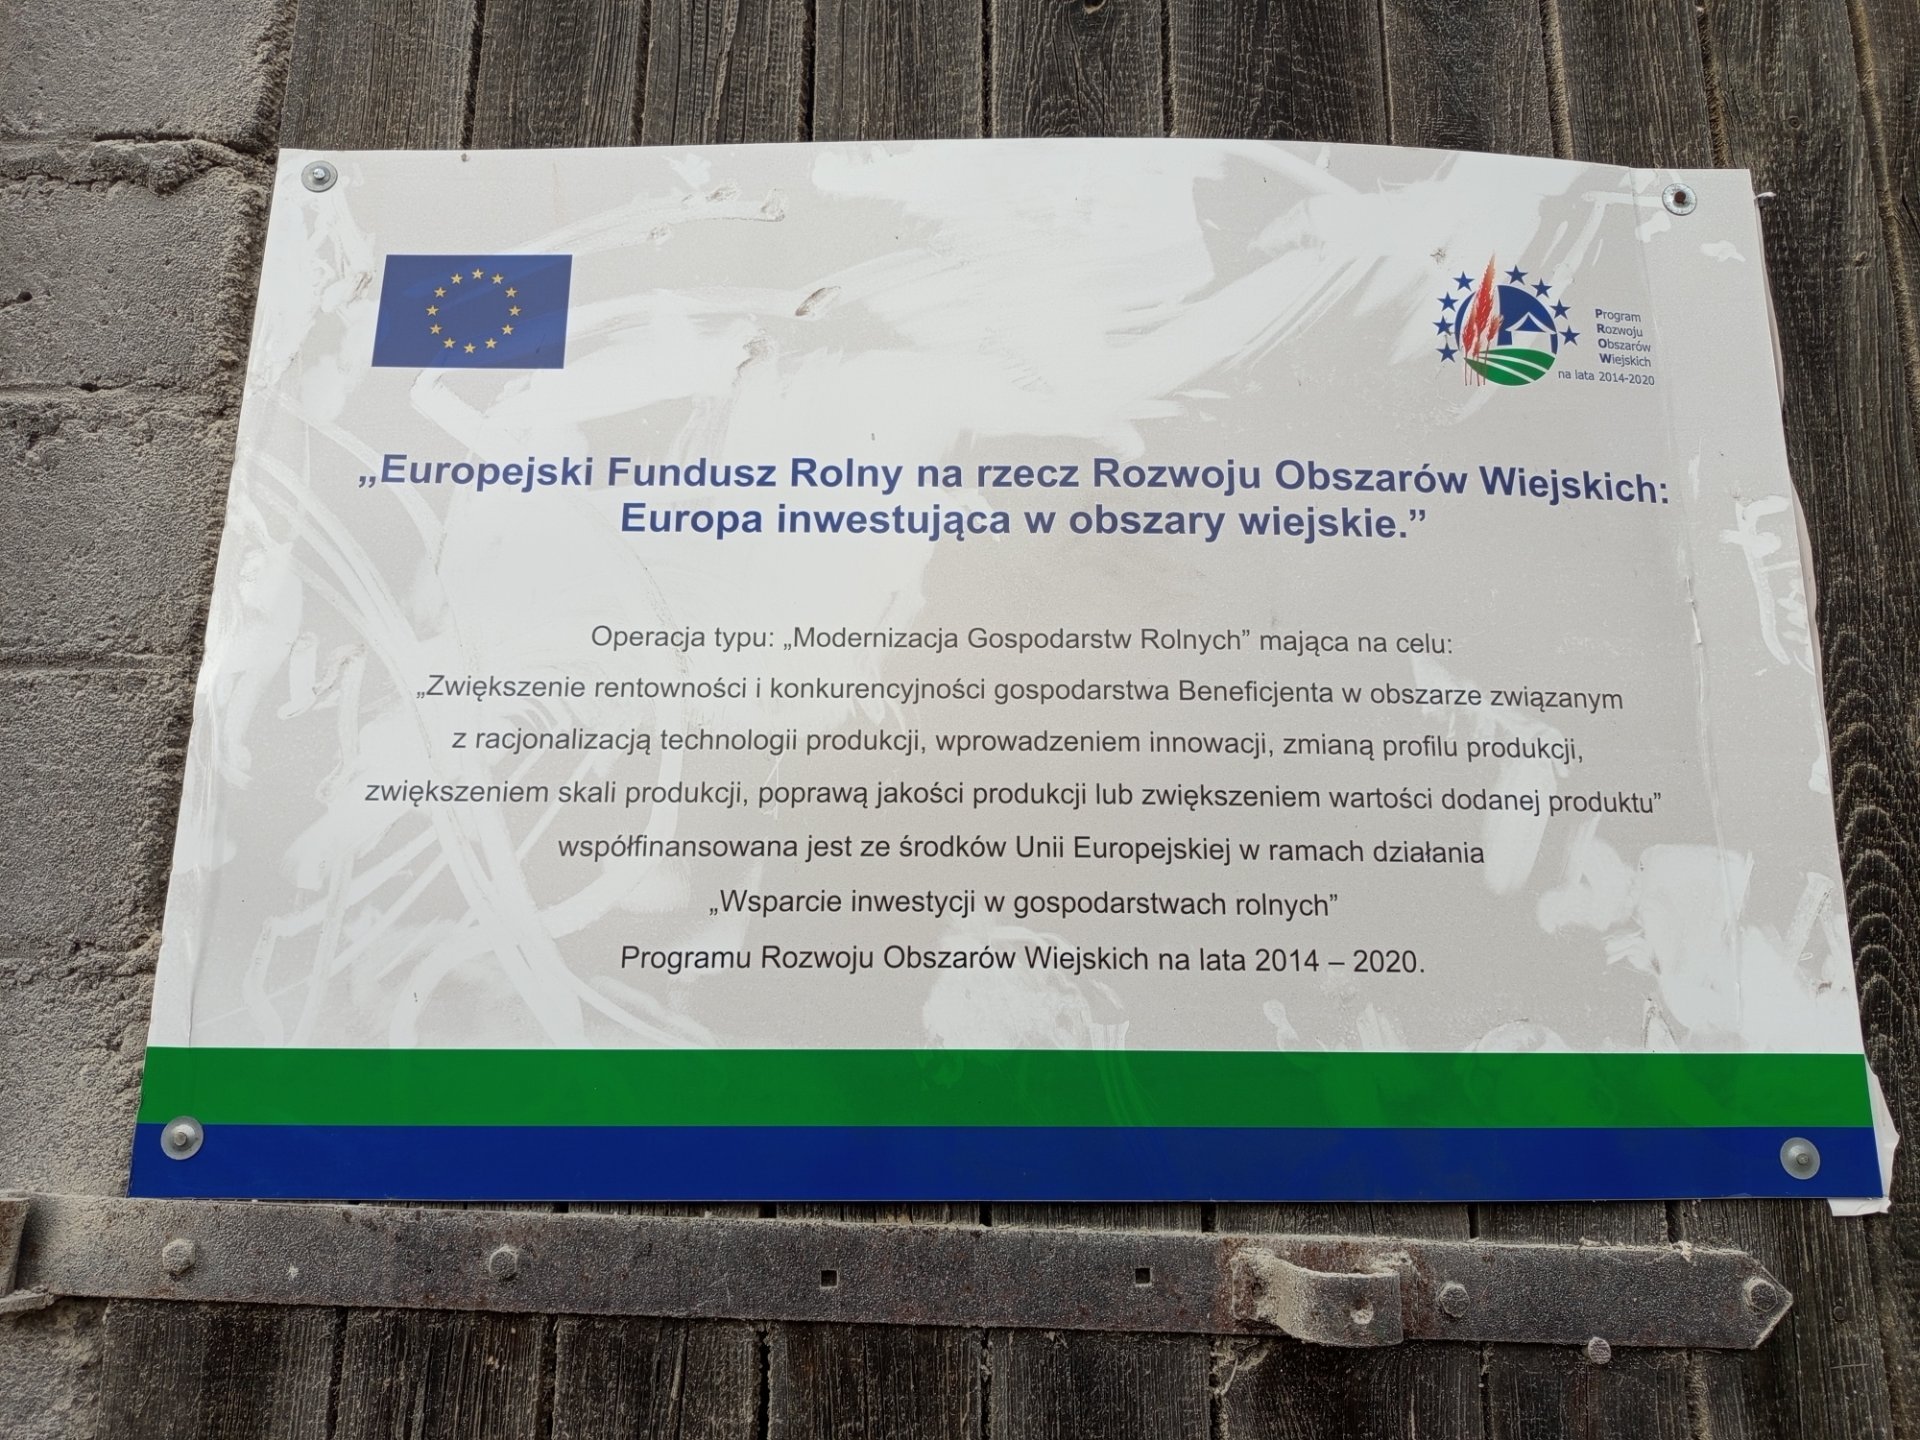 Program
Rozwoju
Obszarów
Wiejskich
na lata 2014-2020
„Europejski Fundusz Rolny na rzecz Rozwoju Obszarów Wiejskich:
Europa inwestująca w obszary wiejskie.”
Operacja typu: „Modernizacja Gospodarstw Rolnych” mająca na celu:
„Zwiększenie rentowności i konkurencyjności gospodarstwa Beneficjenta w obszarze związanym
z racjonalizacją technologii produkcji, wprowadzeniem innowacji, zmianą profilu produkcji,
zwiększeniem skali produkcji, poprawą jakości produkcji lub zwiększeniem wartości dodanej produktu”
współfinansowana jest ze środków Unii Europejskiej w ramach działania
„Wsparcie inwestycji w gospodarstwach rolnych”
Programu Rozwoju Obszarów Wiejskich na lata 2014 – 2020.